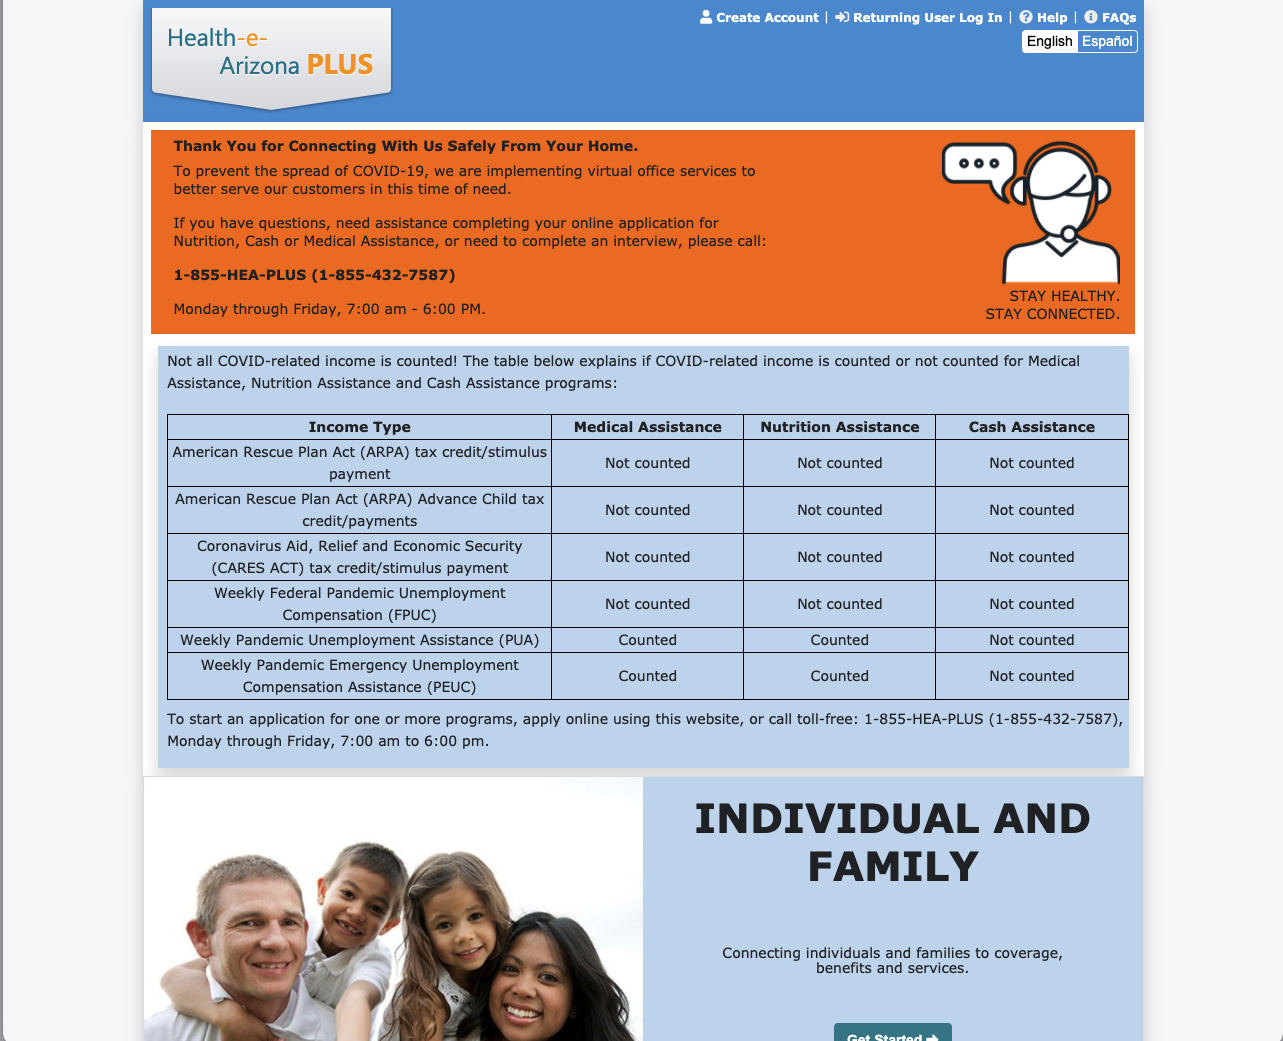 Health-e-
Arizona PLUS
Create Account | Returning User Log In | Help | FAQs
English Español
Thank You for Connecting With Us Safely From Your Home.
To prevent the spread of COVID-19, we are implementing virtual office services to
better serve our customers in this time of need.
If you have questions, need assistance completing your online application for
Nutrition, Cash or Medical Assistance, or need to complete an interview, please call:
1-855-HEA-PLUS (1-855-432-7587)
Monday through Friday, 7:00 am - 6:00 PM.
STAY HEALTHY.
STAY CONNECTED.
Not all COVID-related income is counted! The table below explains if COVID-related income is counted or not counted for Medical
Assistance, Nutrition Assistance and Cash Assistance programs:
Income Type Medical Assistance Nutrition Assistance Cash Assistance
American Rescue Plan Act (ARPA) tax credit/stimulus
payment Not counted Not counted Not counted
American Rescue Plan Act (ARPA) Advance Child tax
credit/payments Not counted Not counted Not counted
Coronavirus Aid, Relief and Economic Security
(CARES ACT) tax credit/stimulus payment Not counted Not counted Not counted
Weekly Federal Pandemic Unemployment
Compensation (FPUC) Not counted Not counted Not counted
Weekly Pandemic Unemployment Assistance (PUA) Counted Counted Not counted
Weekly Pandemic Emergency Unemployment
Compensation Assistance (PEUC) Counted Counted Not counted
To start an application for one or more programs, apply online using this website, or call toll-free: 1-855-HEA-PLUS (1-855-432-7587),
Monday through Friday, 7:00 am to 6:00 pm.
INDIVIDUAL AND
FAMILY
Connecting individuals and families to coverage,
benefits and services.
Get Started